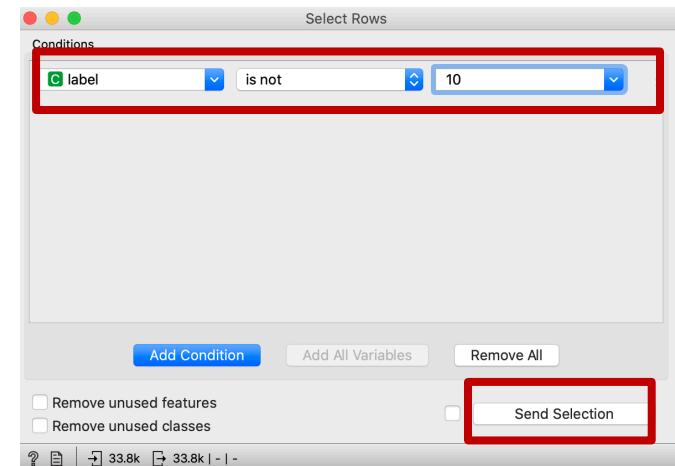 Select Rows
Conditions
C label is not 10
Add Condition Add All Variables Remove All
Remove unused features
Remove unused classes
Send Selection
? 33.8k 33.8k | - | -